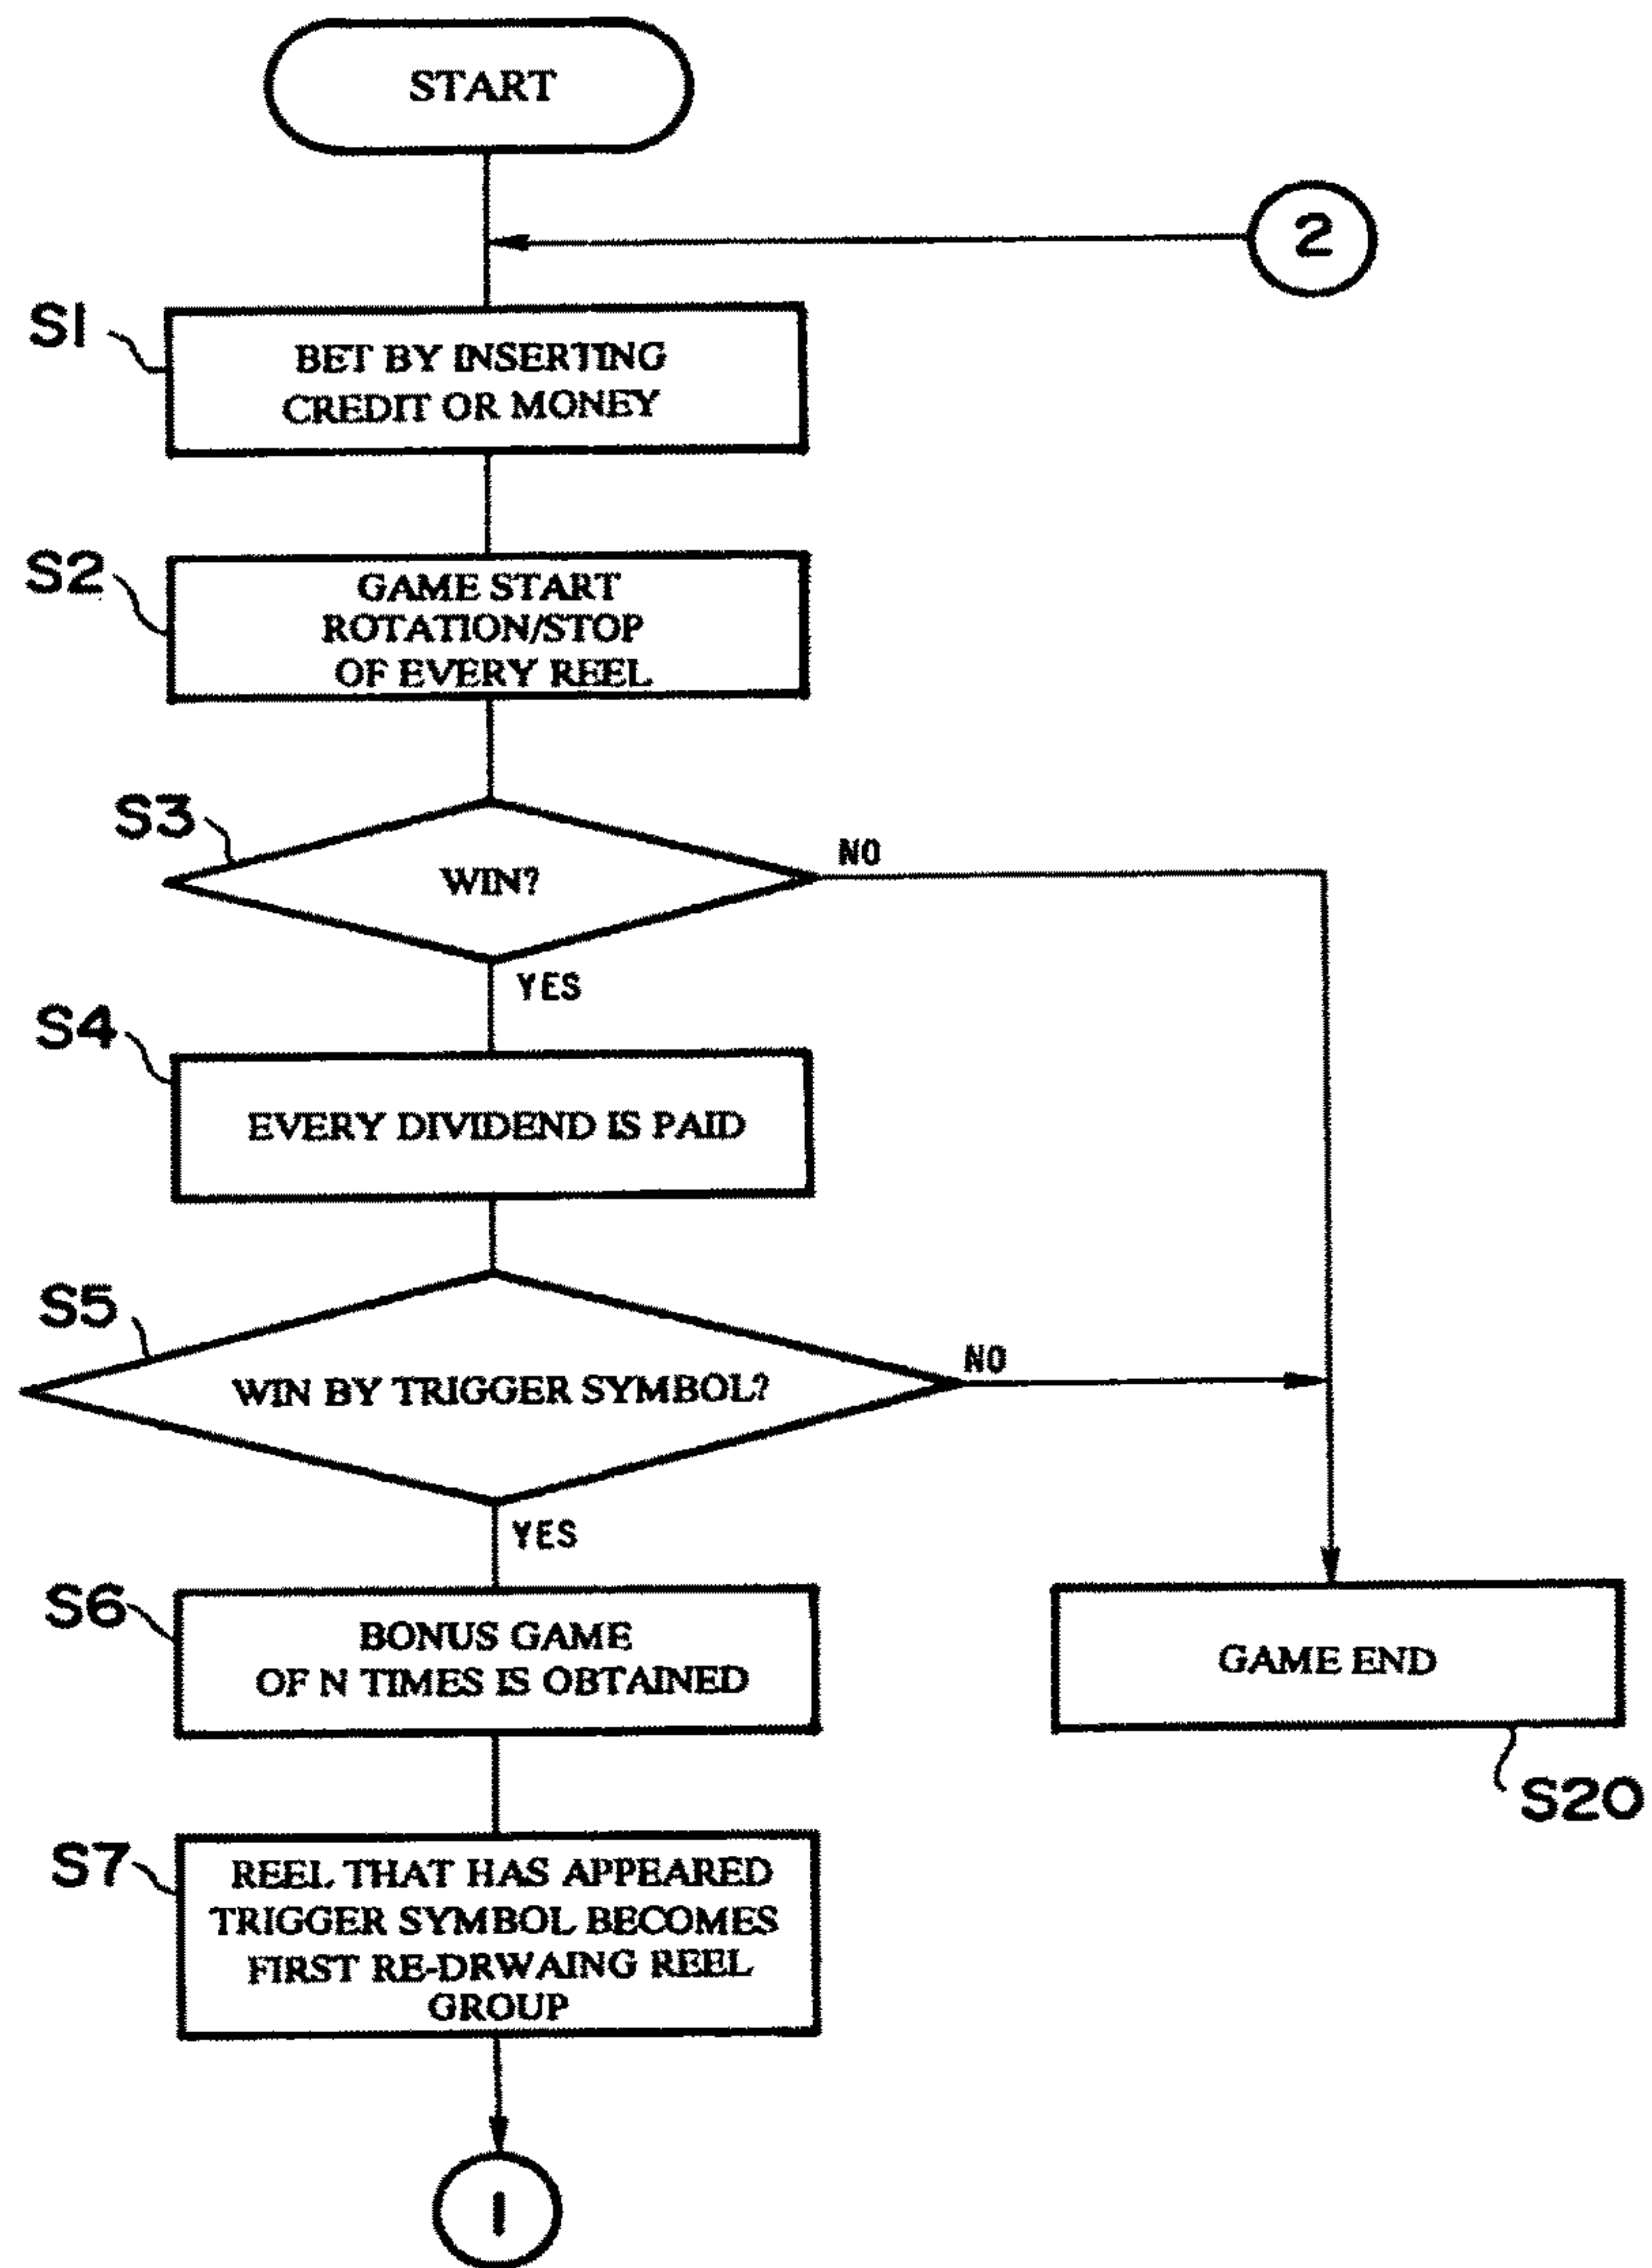 START
2
S1
BET BY INSERTING
CREDIT OR MONEY
S2
GAME START
ROTATION/STOP
OF EVERY REEL
S3
WIN?
NO
YES
S4
EVERY DIVIDEND IS PAID
S5
WIN BY TRIGGER SYMBOL?
NO
YES
S6
BONUS GAME
OF N TIMES IS OBTAINED
GAME END
S20
S7
REEL THAT HAS APPEARED
TRIGGER SYMBOL BECOMES
FIRST RE-DRWAING REEL
GROUP
1